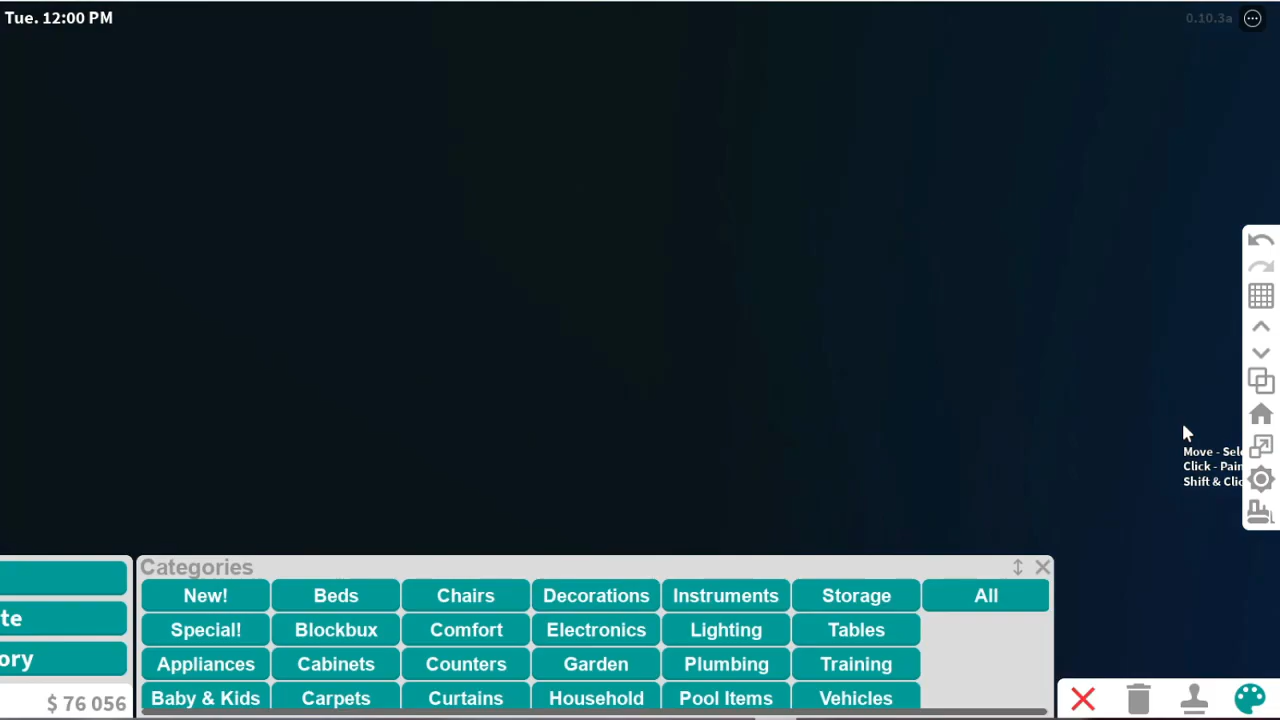 Tue. 12:00 PM
0.10.3a
Move - Sele
Click - Pain
Shift & Clic
Categories
New! Beds Chairs Decorations Instruments Storage All
te Special! Blockbux Comfort Electronics Lighting Tables
ory Appliances Cabinets Counters Garden Plumbing Training
$ 76 056 Baby & Kids Carpets Curtains Household Pool Items Vehicles